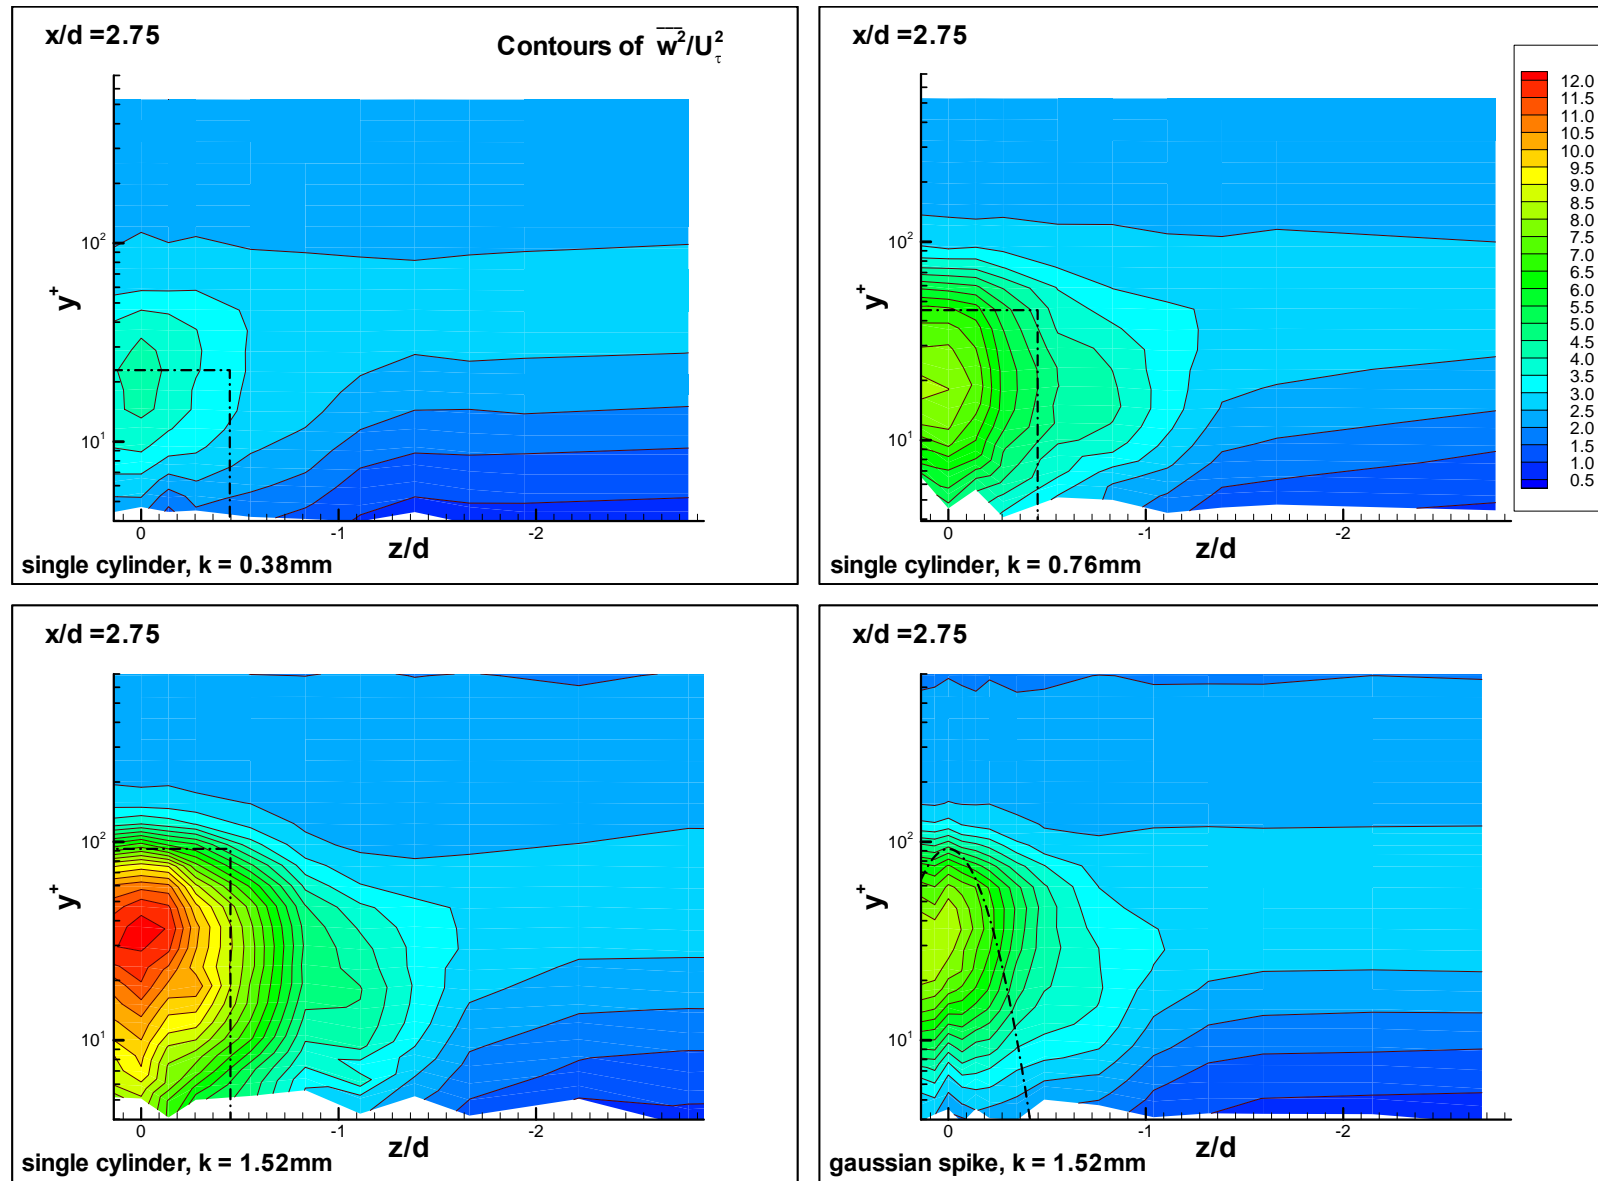 x/d =2.75
Contours of w̅²/U²τ
10²
y⁺
10¹
0 -1 -2
z/d
single cylinder, k = 0.38mm
x/d =2.75
12.0
11.5
11.0
10.5
10.0
9.5
9.0
8.5
8.0
7.5
7.0
6.5
6.0
5.5
5.0
4.5
4.0
3.5
3.0
2.5
2.0
1.5
1.0
0.5
10²
y⁺
10¹
0 -1 -2
z/d
single cylinder, k = 0.76mm
x/d =2.75
10²
y⁺
10¹
0 -1 -2
z/d
single cylinder, k = 1.52mm
x/d =2.75
10²
y⁺
10¹
0 -1 -2
z/d
gaussian spike, k = 1.52mm